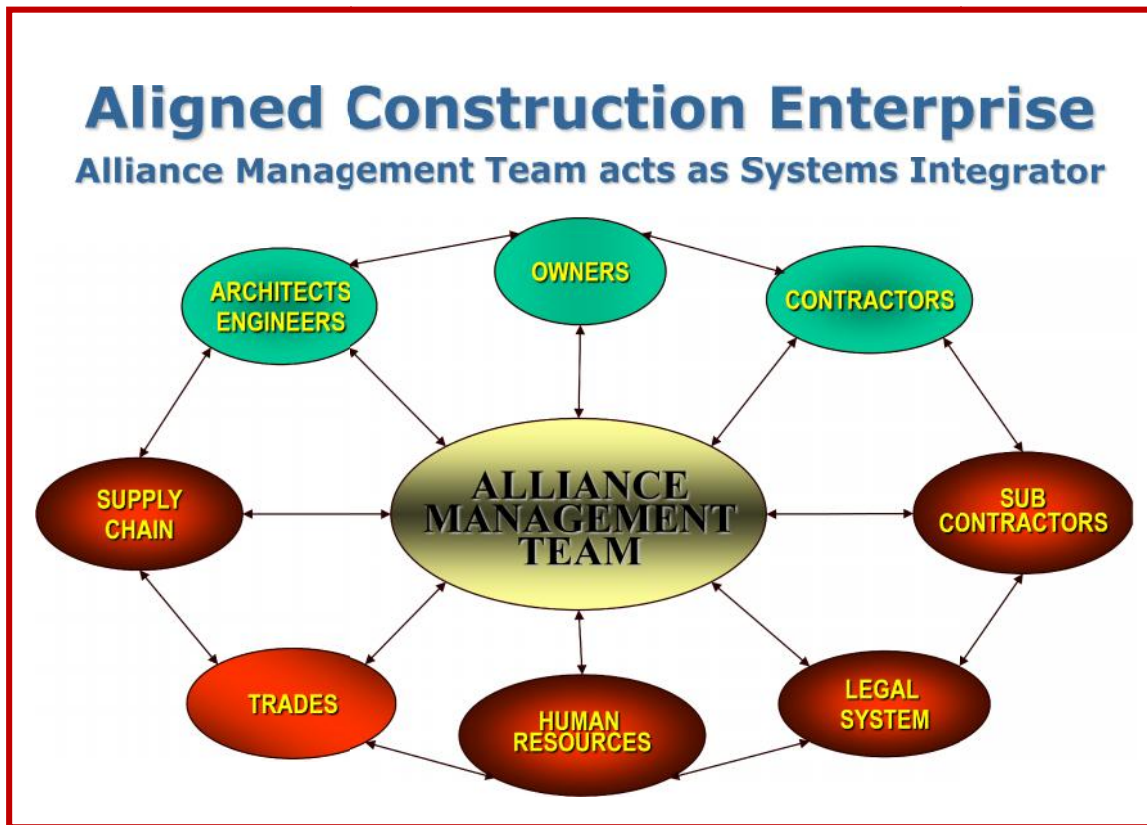 Aligned Construction Enterprise
Alliance Management Team acts as Systems Integrator
OWNERS
ARCHITECTS
ENGINEERS
CONTRACTORS
ALLIANCE
MANAGEMENT
TEAM
SUPPLY
CHAIN
SUB
CONTRACTORS
TRADES
HUMAN
RESOURCES
LEGAL
SYSTEM